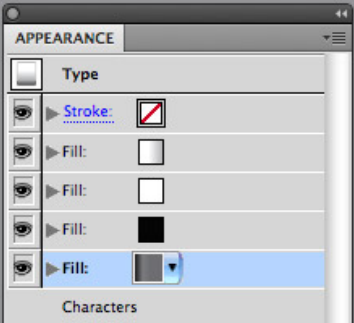 APPEARANCE
Type
Stroke:
Fill:
Fill:
Fill:
Fill:
Characters